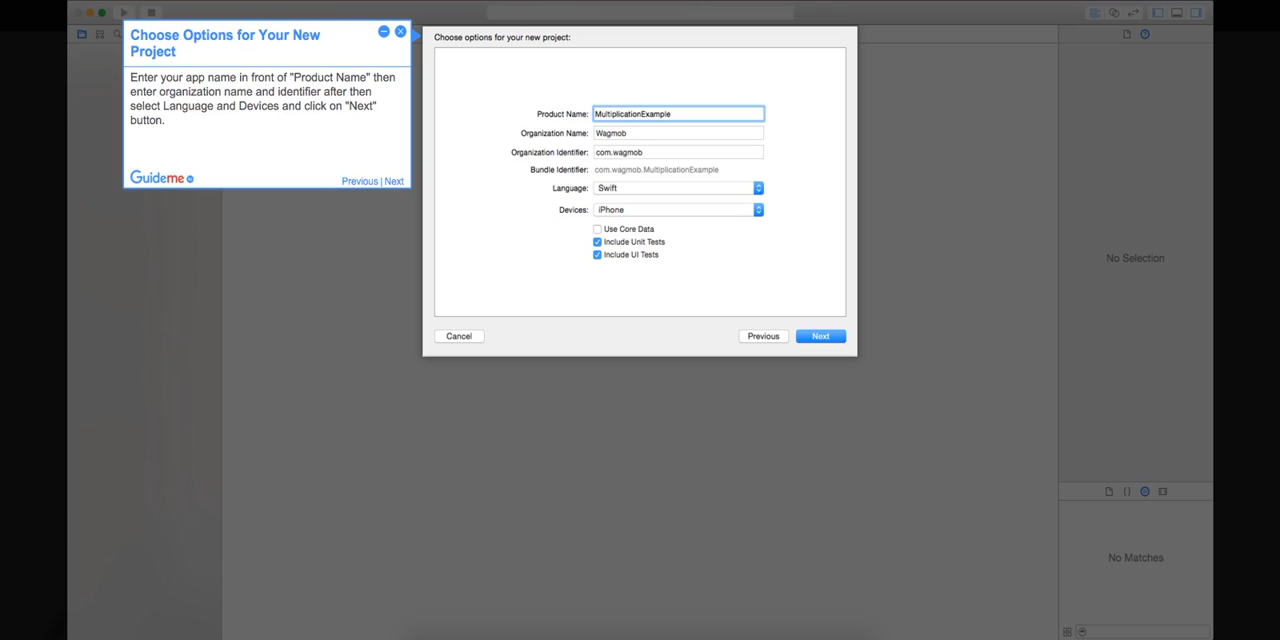 Choose Options for Your New
Project
Enter your app name in front of "Product Name" then
enter organization name and identifier after then
select Language and Devices and click on "Next"
button.
Guideme
Previous | Next
Choose options for your new project:
Product Name: MultiplicationExample
Organization Name: Wagmob
Organization Identifier: com.wagmob
Bundle Identifier: com.wagmob.MultiplicationExample
Language: Swift
Devices: iPhone
Use Core Data
Include Unit Tests
Include UI Tests
Cancel
Previous
Next
No Selection
No Matches